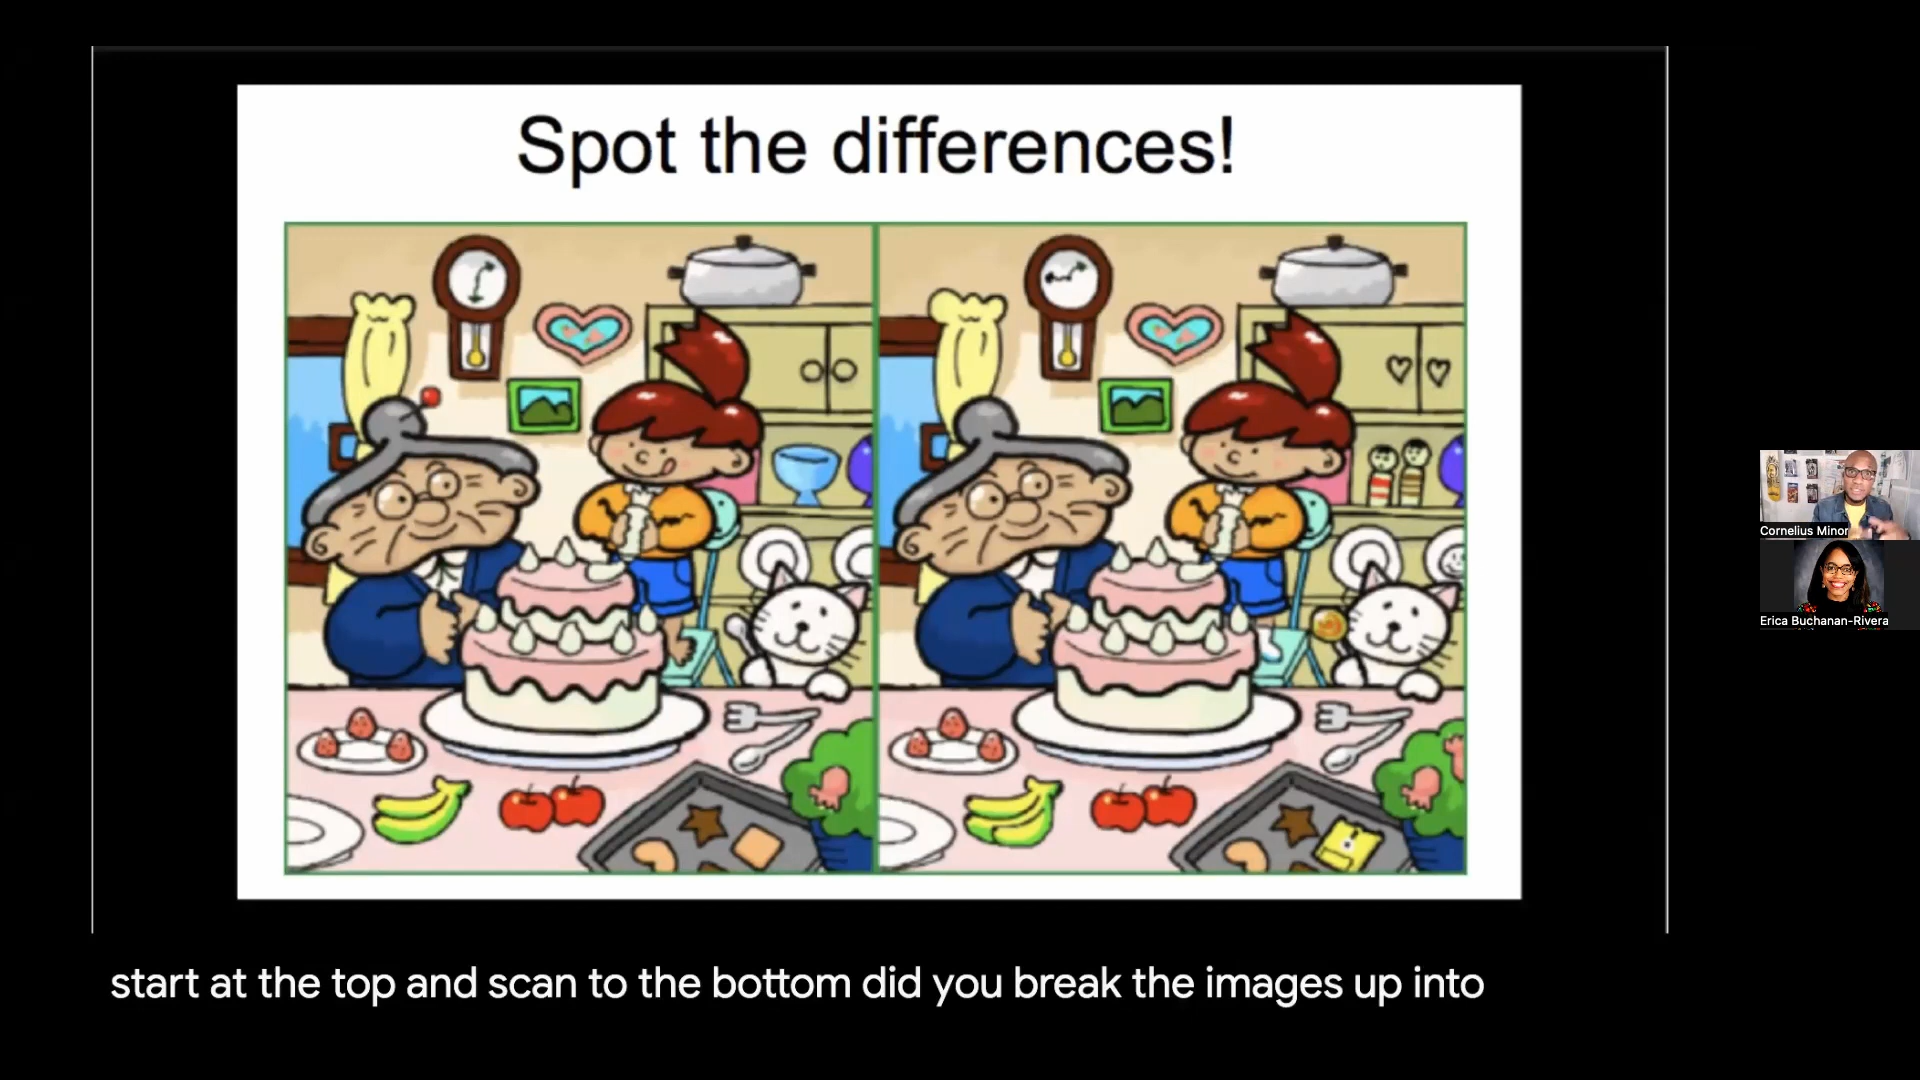 Spot the differences!
Cornelius Minor
Erica Buchanan-Rivera
start at the top and scan to the bottom did you break the images up into